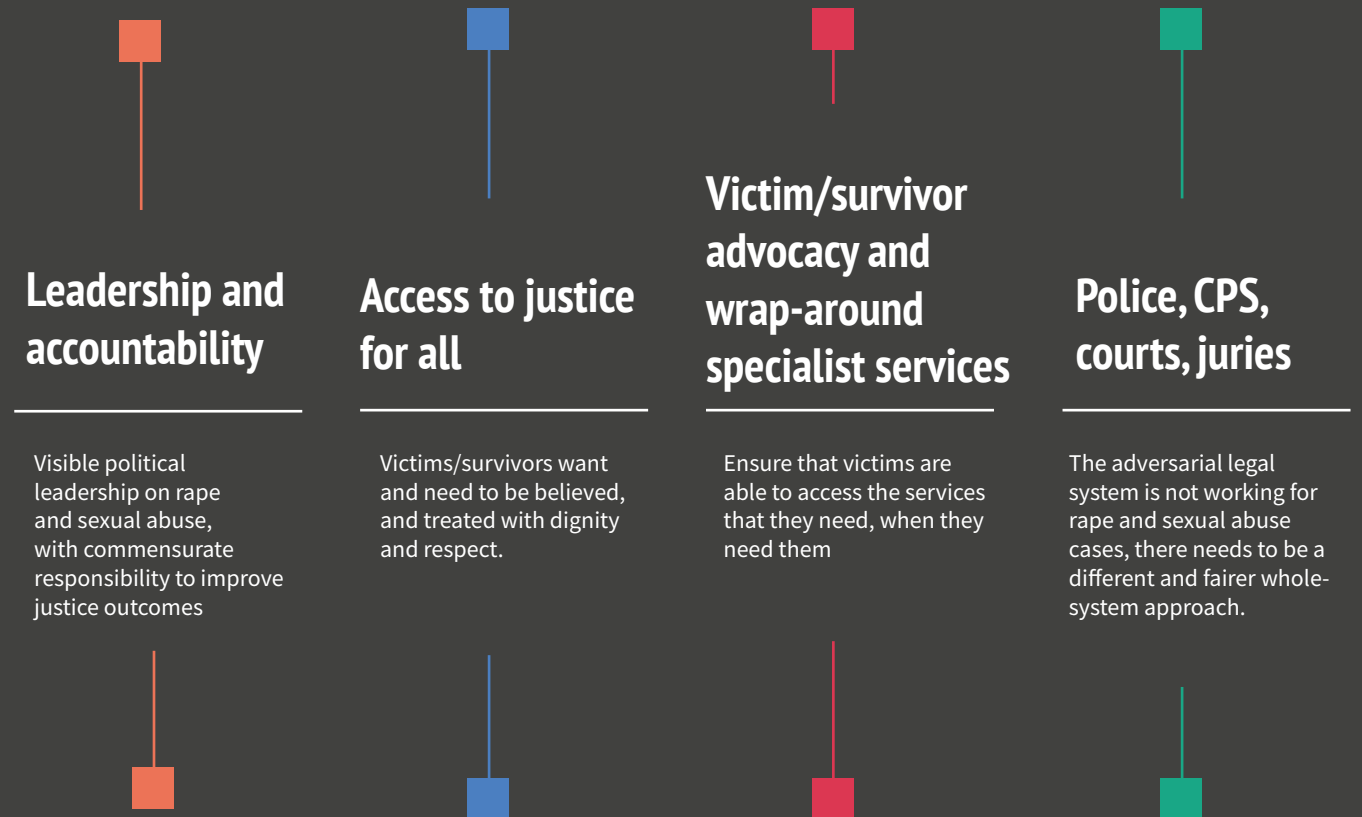 Leadership and
accountability
Visible political
leadership on rape
and sexual abuse,
with commensurate
responsibility to improve
justice outcomes
Access to justice
for all
Victims/survivors want
and need to be believed,
and treated with dignity
and respect.
Victim/survivor
advocacy and
wrap-around
specialist services
Ensure that victims are
able to access the services
that they need, when they
need them
Police, CPS,
courts, juries
The adversarial legal
system is not working for
rape and sexual abuse
cases, there needs to be a
different and fairer whole-
system approach.